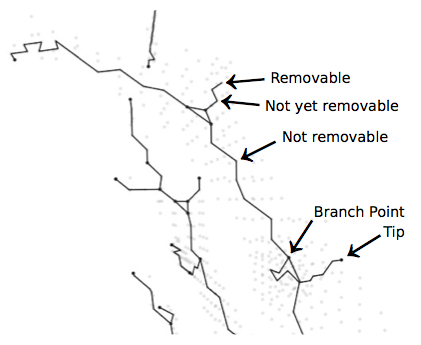 Removable
Not yet removable
Not removable
Branch Point
Tip